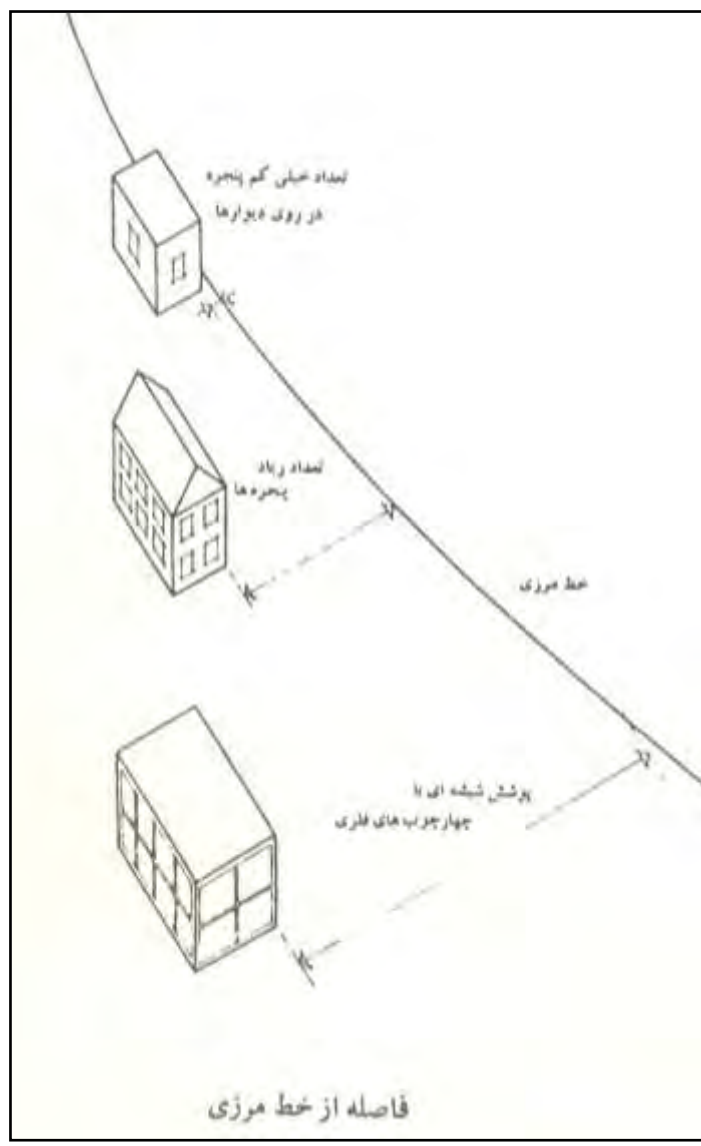 تعداد خیلی کم پنجره
در روی دیوارها
تعداد زیاد
پنجره‌ها
خط مرزی
پوشش شیشه ای با
چهارچوب های فلزی
فاصله از خط مرزی